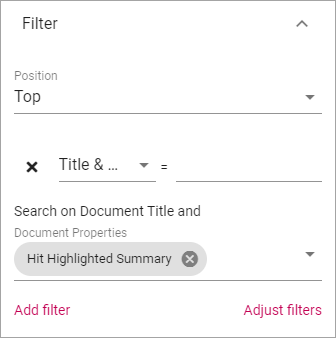 Filter
Position
Top
Title & ... =
Search on Document Title and
Document Properties
Hit Highlighted Summary
Add filter Adjust filters